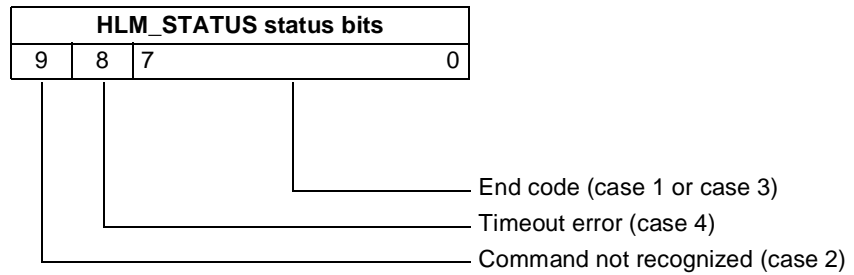 HLM_STATUS status bits
9 8 7 0
End code (case 1 or case 3)
Timeout error (case 4)
Command not recognized (case 2)